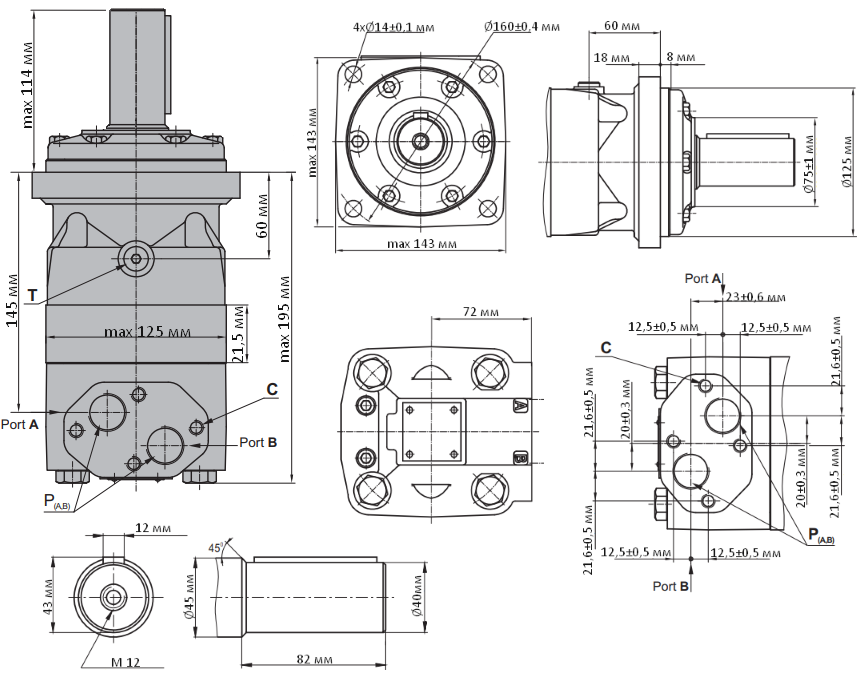 max 114 мм
145 мм
60 мм
max 195 мм
T
max 125 мм
21,5 мм
C
Port A
Port B
P(A,B)
4xØ14±0,1 мм
Ø160±0,4 мм
max 143 мм
max 143 мм
60 мм
18 мм
8 мм
Ø75±1 мм
Ø125 мм
72 мм
A
B
Port A
23±0,6 мм
12,5±0,5 мм
12,5±0,5 мм
C
21,6±0,5 мм
21,6±0,5 мм
20±0,3 мм
20±0,3 мм
21,6±0,5 мм
21,6±0,5 мм
P(A,B)
12,5±0,5 мм
12,5±0,5 мм
Port B
12 мм
43 мм
M 12
45°
Ø45 мм
Ø40мм
82 мм